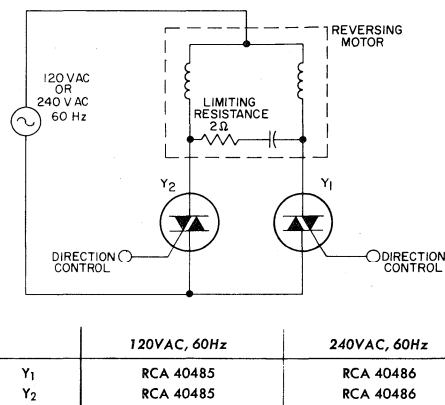 REVERSING
MOTOR
120 VAC
OR
240 VAC
60 Hz
LIMITING
RESISTANCE
2Ω
Y2
Y1
DIRECTION
CONTROL
DIRECTION
CONTROL
120VAC, 60Hz 240VAC, 60Hz
Y1 RCA 40485 RCA 40486
Y2 RCA 40485 RCA 40486